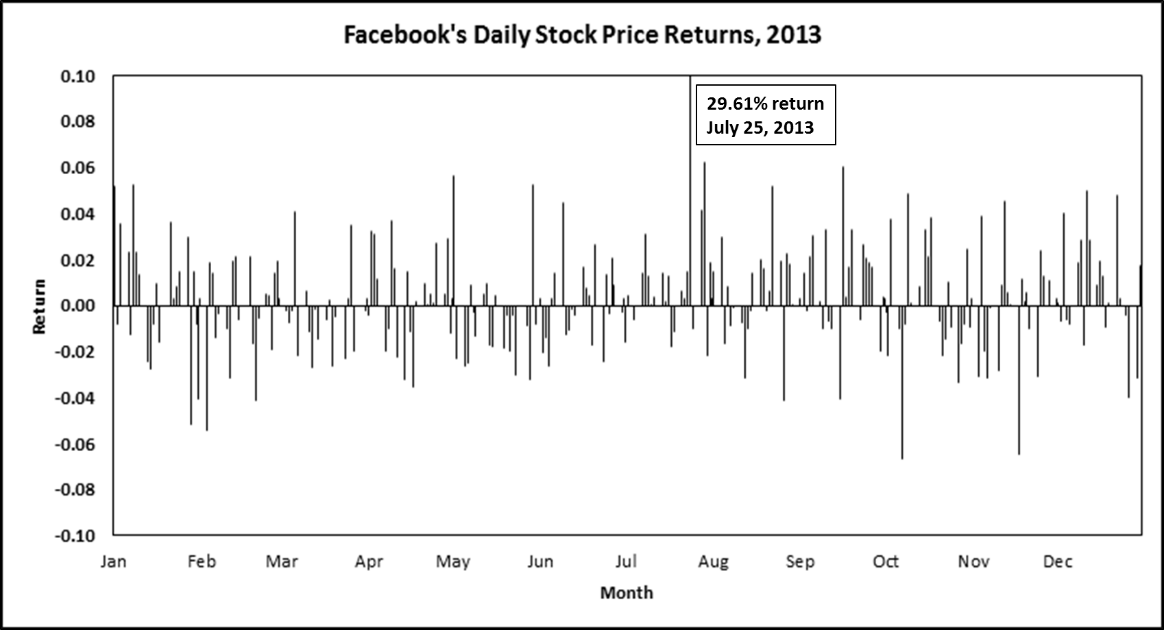 Facebook's Daily Stock Price Returns, 2013
0.10
29.61% return
July 25, 2013
0.08
0.06
0.04
0.02
0.00
Return
-0.02
-0.04
-0.06
-0.08
-0.10
Jan Feb Mar Apr May Jun Jul Aug Sep Oct Nov Dec
Month